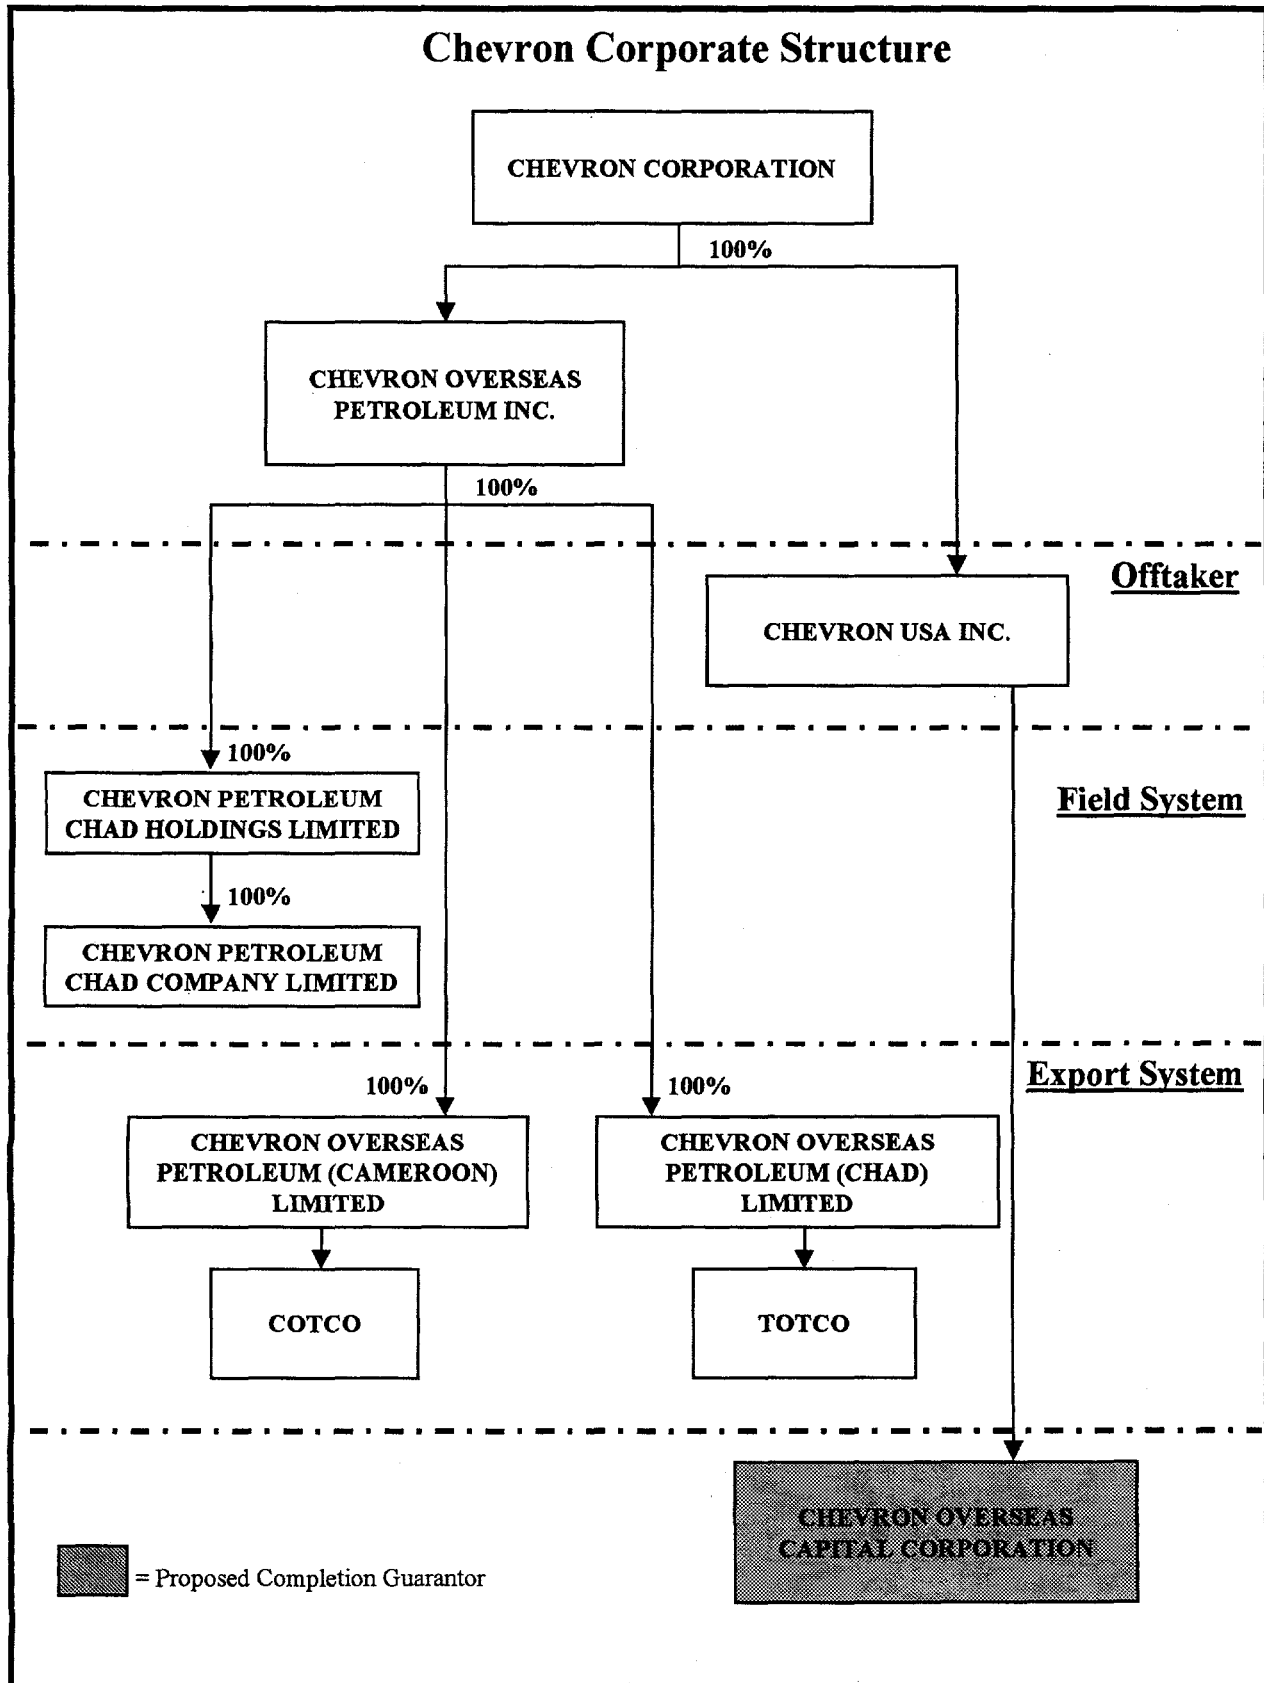 Chevron Corporate Structure
CHEVRON CORPORATION
100%
CHEVRON OVERSEAS
PETROLEUM INC.
100%
Offtaker
CHEVRON USA INC.
100%
CHEVRON PETROLEUM
CHAD HOLDINGS LIMITED
Field System
100%
CHEVRON PETROLEUM
CHAD COMPANY LIMITED
Export System
100%
100%
CHEVRON OVERSEAS
PETROLEUM (CAMEROON)
LIMITED
CHEVRON OVERSEAS
PETROLEUM (CHAD)
LIMITED
COTCO
TOTCO
CHEVRON OVERSEAS
CAPITAL CORPORATION
= Proposed Completion Guarantor